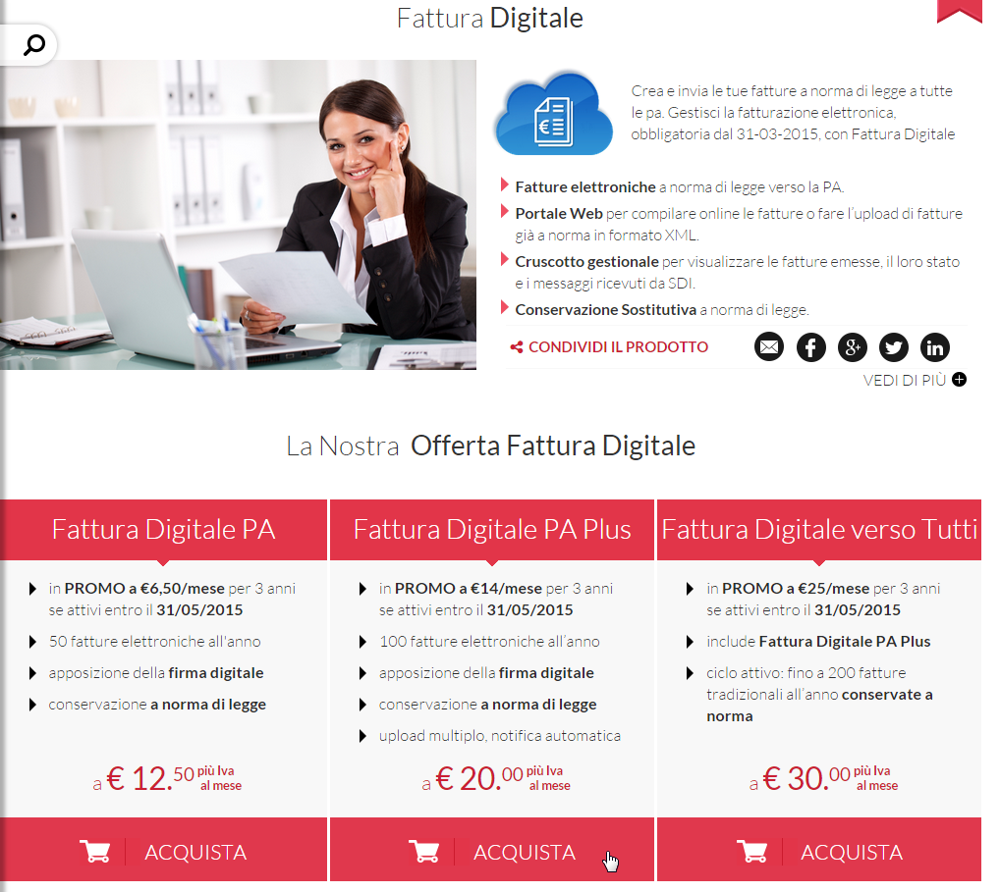 Fattura Digitale
Crea e invia le tue fatture a norma di legge a tutte
le pa. Gestisci la fatturazione elettronica,
obbligatoria dal 31-03-2015, con Fattura Digitale
Fatture elettroniche a norma di legge verso la PA.
Portale Web per compilare online le fatture o fare l'upload di fatture
già a norma in formato XML.
Cruscotto gestionale per visualizzare le fatture emesse, il loro stato
e i messaggi ricevuti da SDI.
Conservazione Sostitutiva a norma di legge.
CONDIVIDI IL PRODOTTO
VEDI DI PIÙ
La Nostra Offerta Fattura Digitale
Fattura Digitale PA
in PROMO a €6,50/mese per 3 anni
se attivi entro il 31/05/2015
50 fatture elettroniche all'anno
apposizione della firma digitale
conservazione a norma di legge
a € 12.50 più Iva
al mese
ACQUISTA
Fattura Digitale PA Plus
in PROMO a €14/mese per 3 anni
se attivi entro il 31/05/2015
100 fatture elettroniche all'anno
apposizione della firma digitale
conservazione a norma di legge
upload multiplo, notifica automatica
a € 20.00 più Iva
al mese
ACQUISTA
Fattura Digitale verso Tutti
in PROMO a €25/mese per 3 anni
se attivi entro il 31/05/2015
include Fattura Digitale PA Plus
ciclo attivo: fino a 200 fatture
tradizionali all'anno conservate a
norma
a € 30.00 più Iva
al mese
ACQUISTA